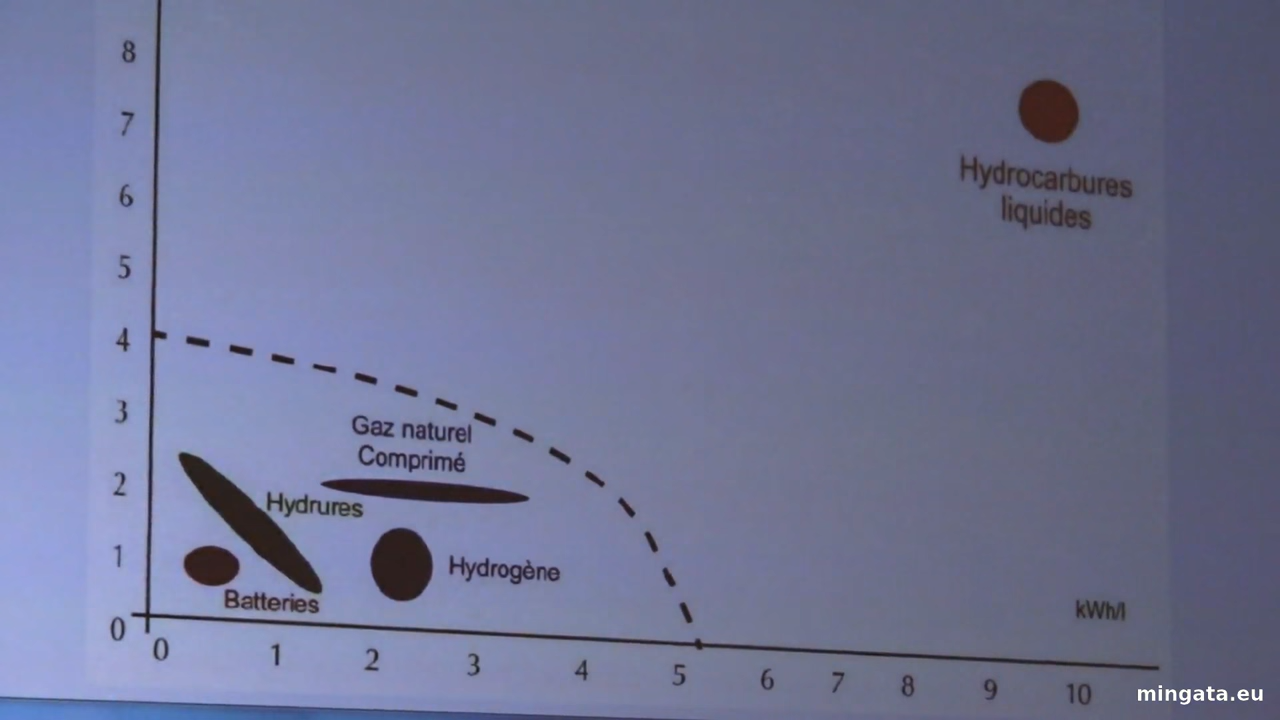 8
7
6
5
4
3
2
1
0
Hydrocarbures
liquides
Gaz naturel
Comprimé
Hydrures
Hydrogène
Batteries
kWh/l
0 1 2 3 4 5 6 7 8 9 10
mingata.eu